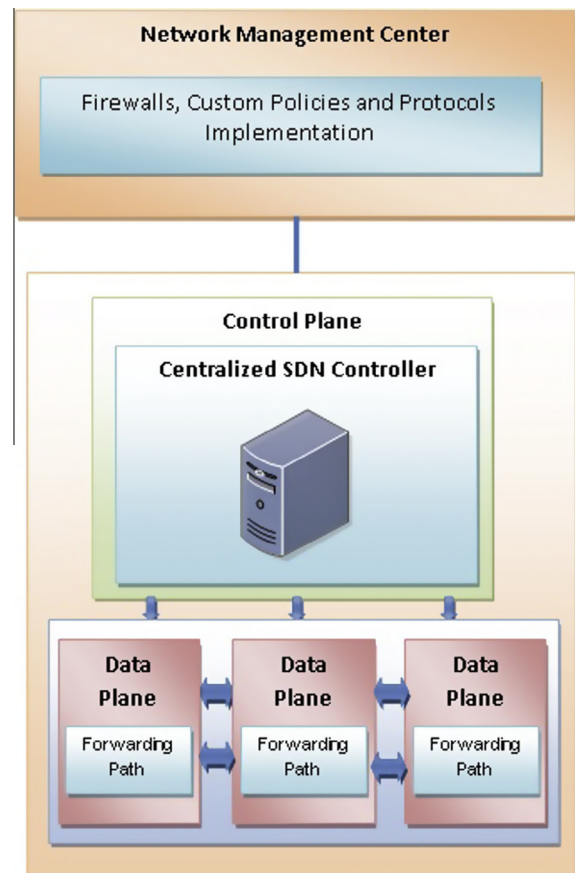 Network Management Center
Firewalls, Custom Policies and Protocols
Implementation
Control Plane
Centralized SDN Controller
Data
Plane
Forwarding
Path
Data
Plane
Forwarding
Path
Data
Plane
Forwarding
Path